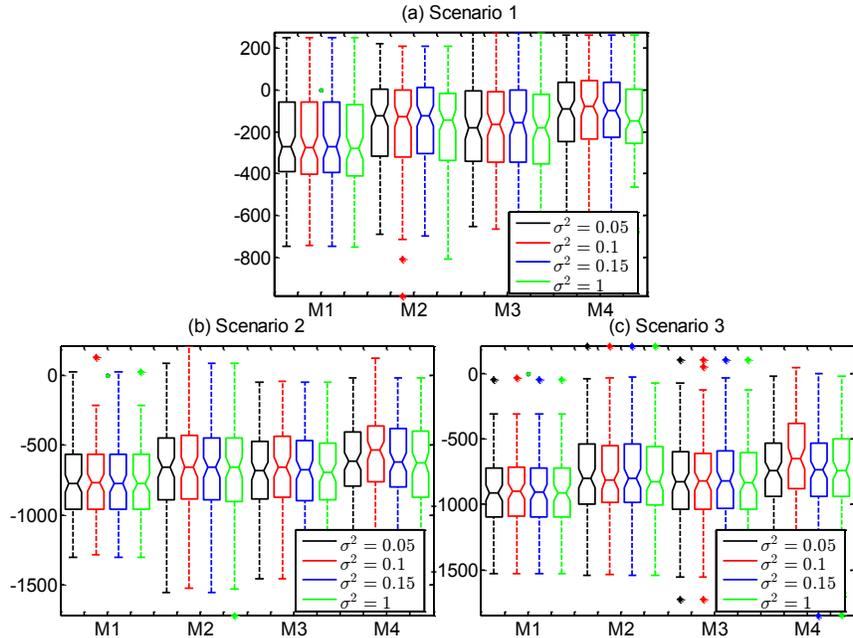 (a) Scenario 1
200
0
-200
-400
-600
-800
σ² = 0.05
σ² = 0.1
σ² = 0.15
σ² = 1
M1 M2 M3 M4
(b) Scenario 2
0
-500
-1000
-1500
σ² = 0.05
σ² = 0.1
σ² = 0.15
σ² = 1
M1 M2 M3 M4
(c) Scenario 3
0
-500
-1000
-1500
σ² = 0.05
σ² = 0.1
σ² = 0.15
σ² = 1
M1 M2 M3 M4